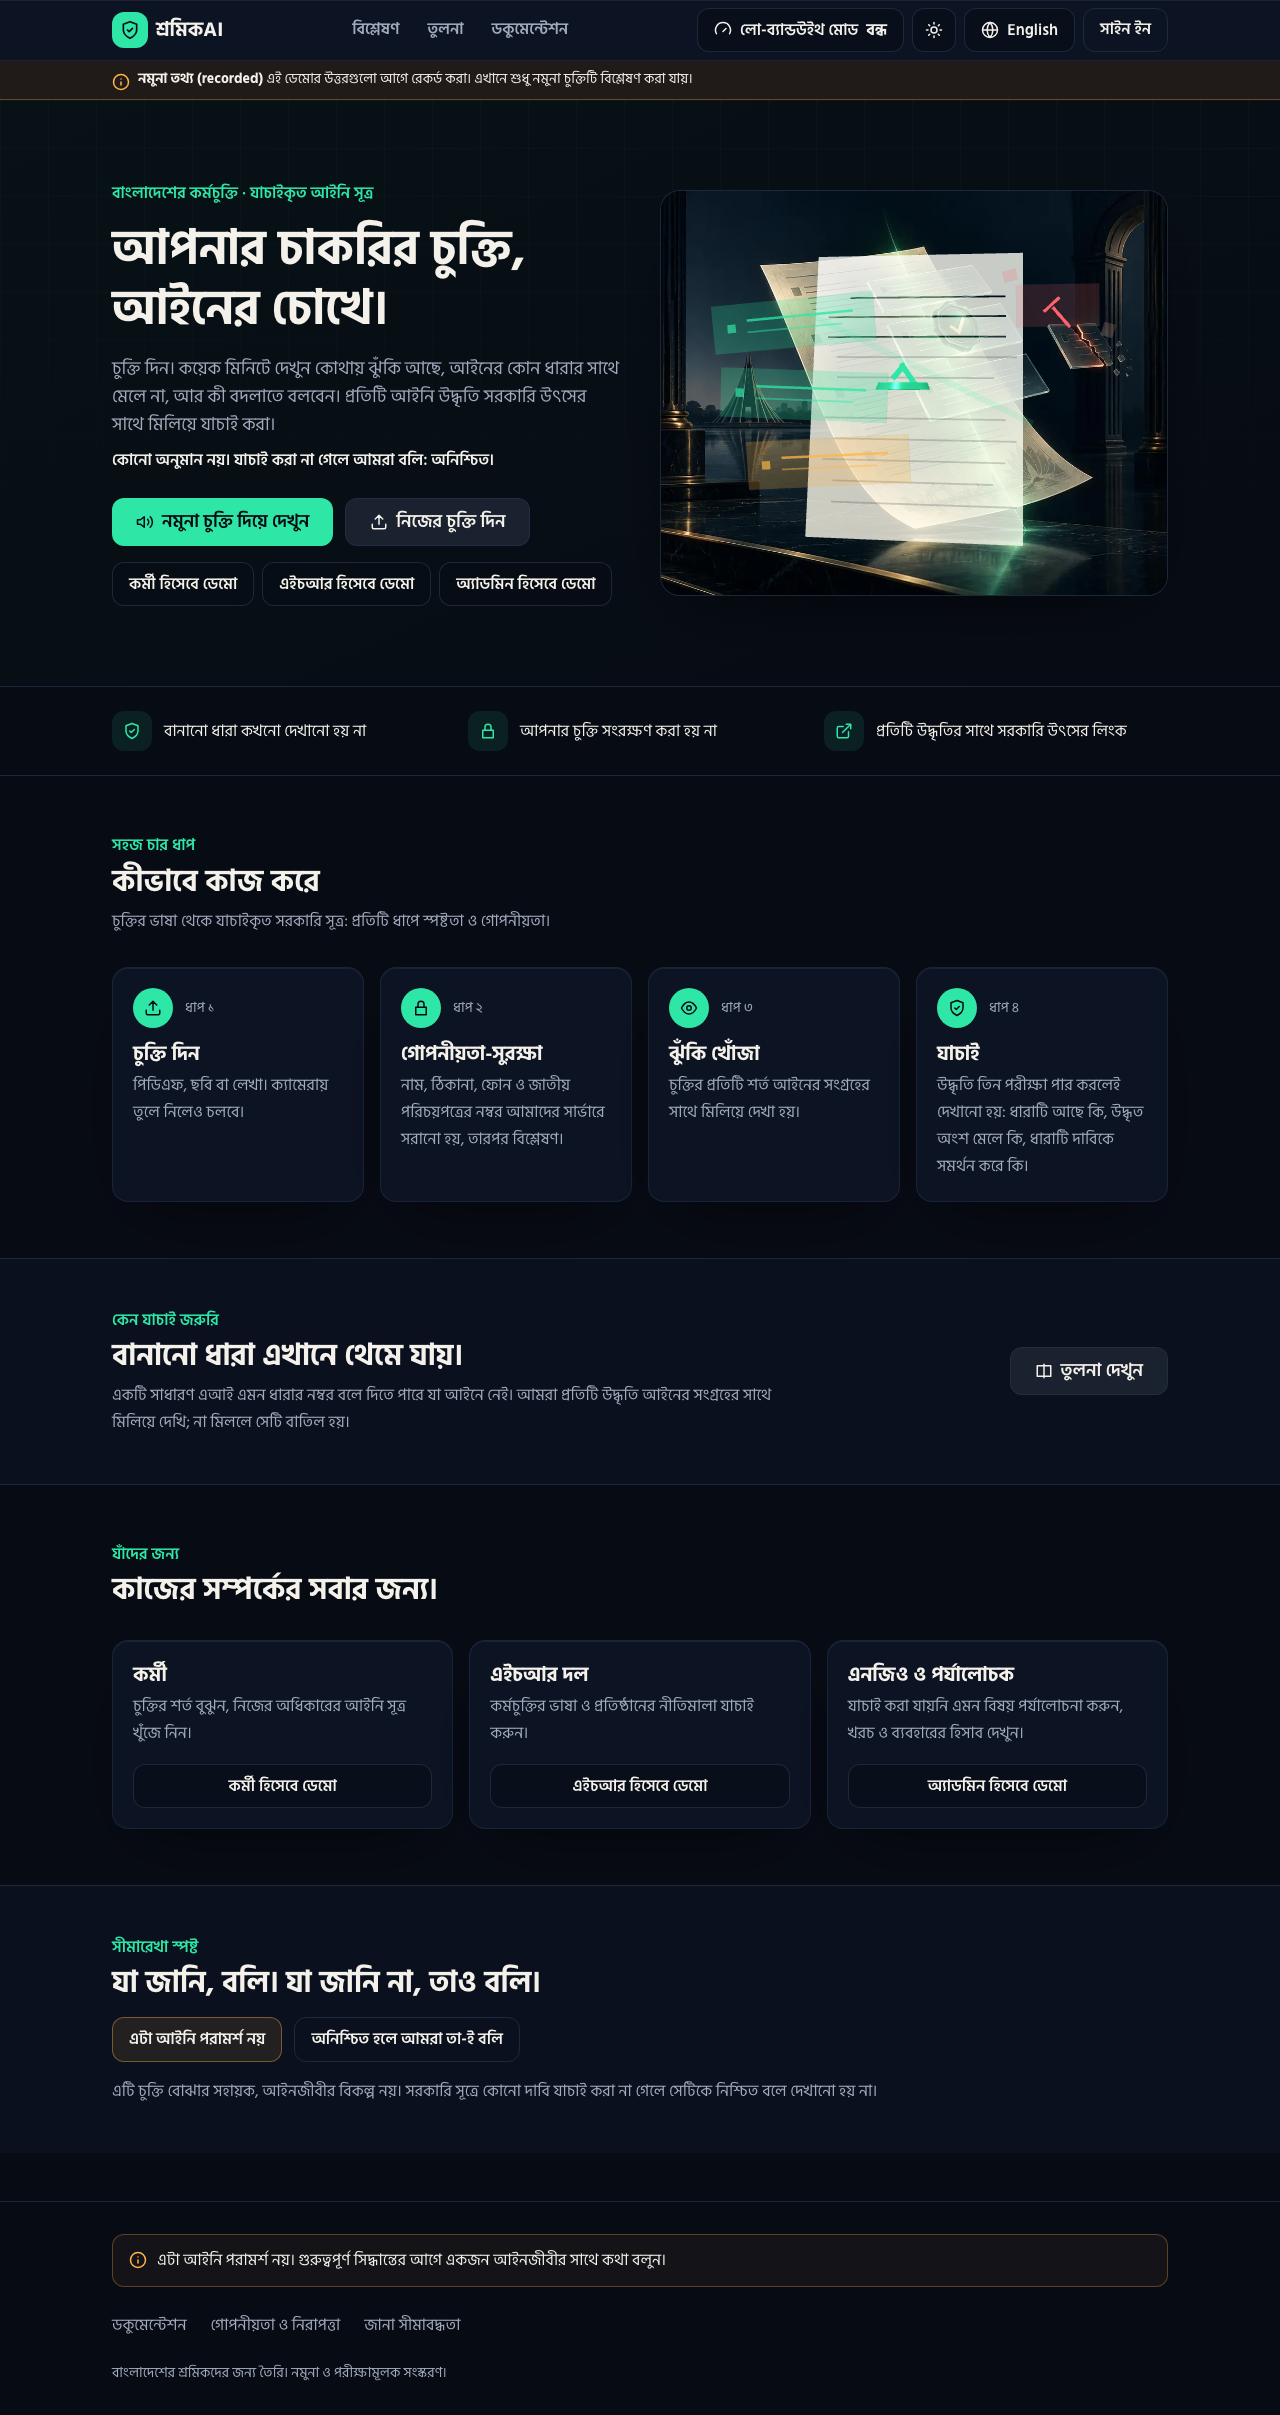 শ্রমিকAI
বিশ্লেষণ
তুলনা
ডকুমেন্টেশন
লো-ব্যান্ডউইথ মোড বন্ধ
English
সাইন ইন
নমুনা তথ্য (recorded) এই ডেমোর উত্তরগুলো আগে রেকর্ড করা। এখানে শুধু নমুনা চুক্তিটি বিশ্লেষণ করা যায়।
বাংলাদেশের কর্মচুক্তি · যাচাইকৃত আইনি সূত্র
আপনার চাকরির চুক্তি,
আইনের চোখে।
চুক্তি দিন। কয়েক মিনিটে দেখুন কোথায় ঝুঁকি আছে, আইনের কোন ধারার সাথে
মেলে না, আর কী বদলাতে বলবেন। প্রতিটি আইনি উদ্ধৃতি সরকারি উৎসের
সাথে মিলিয়ে যাচাই করা।
কোনো অনুমান নয়। যাচাই করা না গেলে আমরা বলি: অনিশ্চিত।
নমুনা চুক্তি দিয়ে দেখুন
নিজের চুক্তি দিন
কর্মী হিসেবে ডেমো
এইচআর হিসেবে ডেমো
অ্যাডমিন হিসেবে ডেমো
বানানো ধারা কখনো দেখানো হয় না
আপনার চুক্তি সংরক্ষণ করা হয় না
প্রতিটি উদ্ধৃতির সাথে সরকারি উৎসের লিংক
সহজ চার ধাপ
কীভাবে কাজ করে
চুক্তির ভাষা থেকে যাচাইকৃত সরকারি সূত্র: প্রতিটি ধাপে স্পষ্টতা ও গোপনীয়তা।
ধাপ ১
চুক্তি দিন
পিডিএফ, ছবি বা লেখা। ক্যামেরায়
তুলে নিলেও চলবে।
ধাপ ২
গোপনীয়তা-সুরক্ষা
নাম, ঠিকানা, ফোন ও জাতীয়
পরিচয়পত্রের নম্বর আমাদের সার্ভারে
সরানো হয়, তারপর বিশ্লেষণ।
ধাপ ৩
ঝুঁকি খোঁজা
চুক্তির প্রতিটি শর্ত আইনের সংগ্রহের
সাথে মিলিয়ে দেখা হয়।
ধাপ ৪
যাচাই
উদ্ধৃতি তিন পরীক্ষা পার করলেই
দেখানো হয়: ধারাটি আছে কি, উদ্ধৃত
অংশ মেলে কি, ধারাটি দাবিকে
সমর্থন করে কি।
কেন যাচাই জরুরি
বানানো ধারা এখানে থেমে যায়।
একটি সাধারণ এআই এমন ধারার নম্বর বলে দিতে পারে যা আইনে নেই। আমরা প্রতিটি উদ্ধৃতি আইনের সংগ্রহের সাথে
মিলিয়ে দেখি; না মিললে সেটি বাতিল হয়।
তুলনা দেখুন
যাঁদের জন্য
কাজের সম্পর্কের সবার জন্য।
কর্মী
চুক্তির শর্ত বুঝুন, নিজের অধিকারের আইনি সূত্র
খুঁজে নিন।
কর্মী হিসেবে ডেমো
এইচআর দল
কর্মচুক্তির ভাষা ও প্রতিষ্ঠানের নীতিমালা যাচাই
করুন।
এইচআর হিসেবে ডেমো
এনজিও ও পর্যালোচক
যাচাই করা যায়নি এমন বিষয় পর্যালোচনা করুন,
খরচ ও ব্যবহারের হিসাব দেখুন।
অ্যাডমিন হিসেবে ডেমো
সীমারেখা স্পষ্ট
যা জানি, বলি। যা জানি না, তাও বলি।
এটা আইনি পরামর্শ নয়
অনিশ্চিত হলে আমরা তা-ই বলি
এটি চুক্তি বোঝার সহায়ক, আইনজীবীর বিকল্প নয়। সরকারি সূত্রে কোনো দাবি যাচাই করা না গেলে সেটিকে নিশ্চিত বলে দেখানো হয় না।
এটা আইনি পরামর্শ নয়। গুরুত্বপূর্ণ সিদ্ধান্তের আগে একজন আইনজীবীর সাথে কথা বলুন।
ডকুমেন্টেশন
গোপনীয়তা ও নিরাপত্তা
জানা সীমাবদ্ধতা
বাংলাদেশের শ্রমিকদের জন্য তৈরি। নমুনা ও পরীক্ষামূলক সংস্করণ।